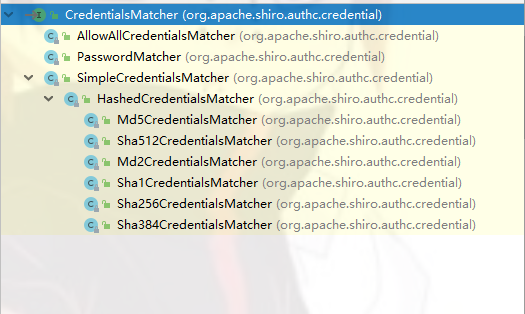 CredentialsMatcher (org.apache.shiro.authc.credential)
AllowAllCredentialsMatcher (org.apache.shiro.authc.credential)
PasswordMatcher (org.apache.shiro.authc.credential)
SimpleCredentialsMatcher (org.apache.shiro.authc.credential)
HashedCredentialsMatcher (org.apache.shiro.authc.credential)
Md5CredentialsMatcher (org.apache.shiro.authc.credential)
Sha512CredentialsMatcher (org.apache.shiro.authc.credential)
Md2CredentialsMatcher (org.apache.shiro.authc.credential)
Sha1CredentialsMatcher (org.apache.shiro.authc.credential)
Sha256CredentialsMatcher (org.apache.shiro.authc.credential)
Sha384CredentialsMatcher (org.apache.shiro.authc.credential)